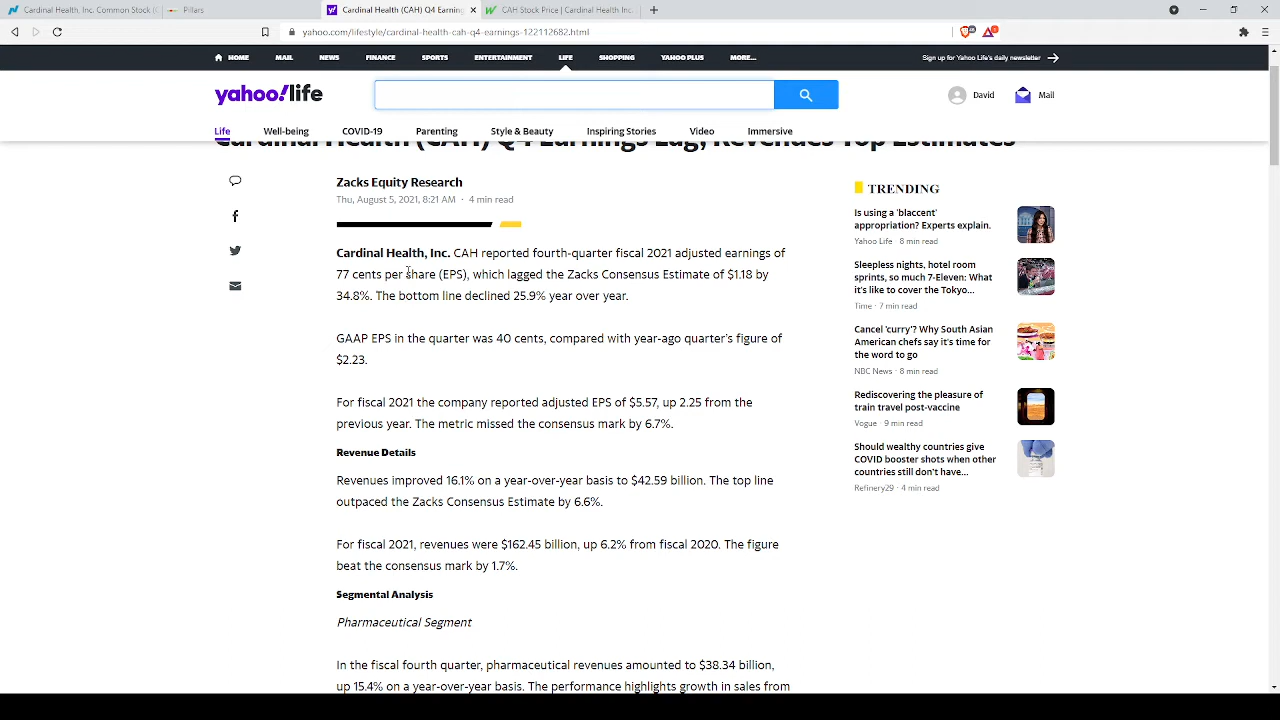 Cardinal Health, Inc. Common Stock (C
Pillars
Cardinal Health (CAH) Q4 Earning
CAH Stock Price | Cardinal Health Inc.
yahoo.com/lifestyle/cardinal-health-cah-q4-earnings-122112682.html
HOME MAIL NEWS FINANCE SPORTS ENTERTAINMENT LIFE SHOPPING YAHOO PLUS MORE... Sign up for Yahoo Life's daily newsletter
yahoo!life
David Mail
Life Well-being COVID-19 Parenting Style & Beauty Inspiring Stories Video Immersive
Cardinal Health (CAH) Q4 Earnings Lag, Revenues Top Estimates
Zacks Equity Research
Thu, August 5, 2021, 8:21 AM · 4 min read
Cardinal Health, Inc. CAH reported fourth-quarter fiscal 2021 adjusted earnings of
77 cents per share (EPS), which lagged the Zacks Consensus Estimate of $1.18 by
34.8%. The bottom line declined 25.9% year over year.
GAAP EPS in the quarter was 40 cents, compared with year-ago quarter's figure of
$2.23.
For fiscal 2021 the company reported adjusted EPS of $5.57, up 2.25 from the
previous year. The metric missed the consensus mark by 6.7%.
Revenue Details
Revenues improved 16.1% on a year-over-year basis to $42.59 billion. The top line
outpaced the Zacks Consensus Estimate by 6.6%.
For fiscal 2021, revenues were $162.45 billion, up 6.2% from fiscal 2020. The figure
beat the consensus mark by 1.7%.
Segmental Analysis
Pharmaceutical Segment
In the fiscal fourth quarter, pharmaceutical revenues amounted to $38.34 billion,
up 15.4% on a year-over-year basis. The performance highlights growth in sales from
TRENDING
Is using a 'blaccent'
appropriation? Experts explain.
Yahoo Life · 8 min read
Sleepless nights, hotel room
sprints, so much 7-Eleven: What
it's like to cover the Tokyo...
Time · 7 min read
Cancel 'curry'? Why South Asian
American chefs say it's time for
the word to go
NBC News · 8 min read
Rediscovering the pleasure of
train travel post-vaccine
Vogue · 9 min read
Should wealthy countries give
COVID booster shots when other
countries still don't have...
Refinery29 · 4 min read